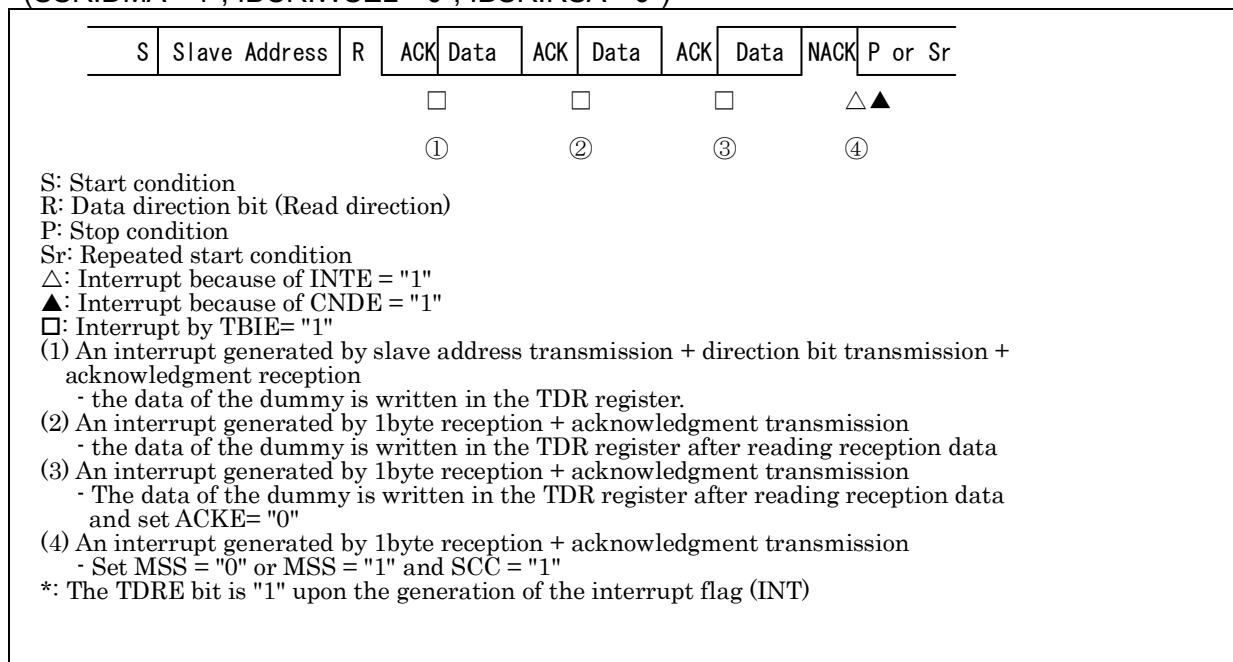 S Slave Address R ACK Data ACK Data ACK Data NACK P or Sr
□ □ □ △▲
① ② ③ ④
S: Start condition
R: Data direction bit (Read direction)
P: Stop condition
Sr: Repeated start condition
△: Interrupt because of INTE = "1"
▲: Interrupt because of CNDE = "1"
□: Interrupt by TBIE= "1"
(1) An interrupt generated by slave address transmission + direction bit transmission +
acknowledgment reception
- the data of the dummy is written in the TDR register.
(2) An interrupt generated by 1byte reception + acknowledgment transmission
- the data of the dummy is written in the TDR register after reading reception data
(3) An interrupt generated by 1byte reception + acknowledgment transmission
- The data of the dummy is written in the TDR register after reading reception data
and set ACKE= "0"
(4) An interrupt generated by 1byte reception + acknowledgment transmission
- Set MSS = "0" or MSS = "1" and SCC = "1"
*: The TDRE bit is "1" upon the generation of the interrupt flag (INT)